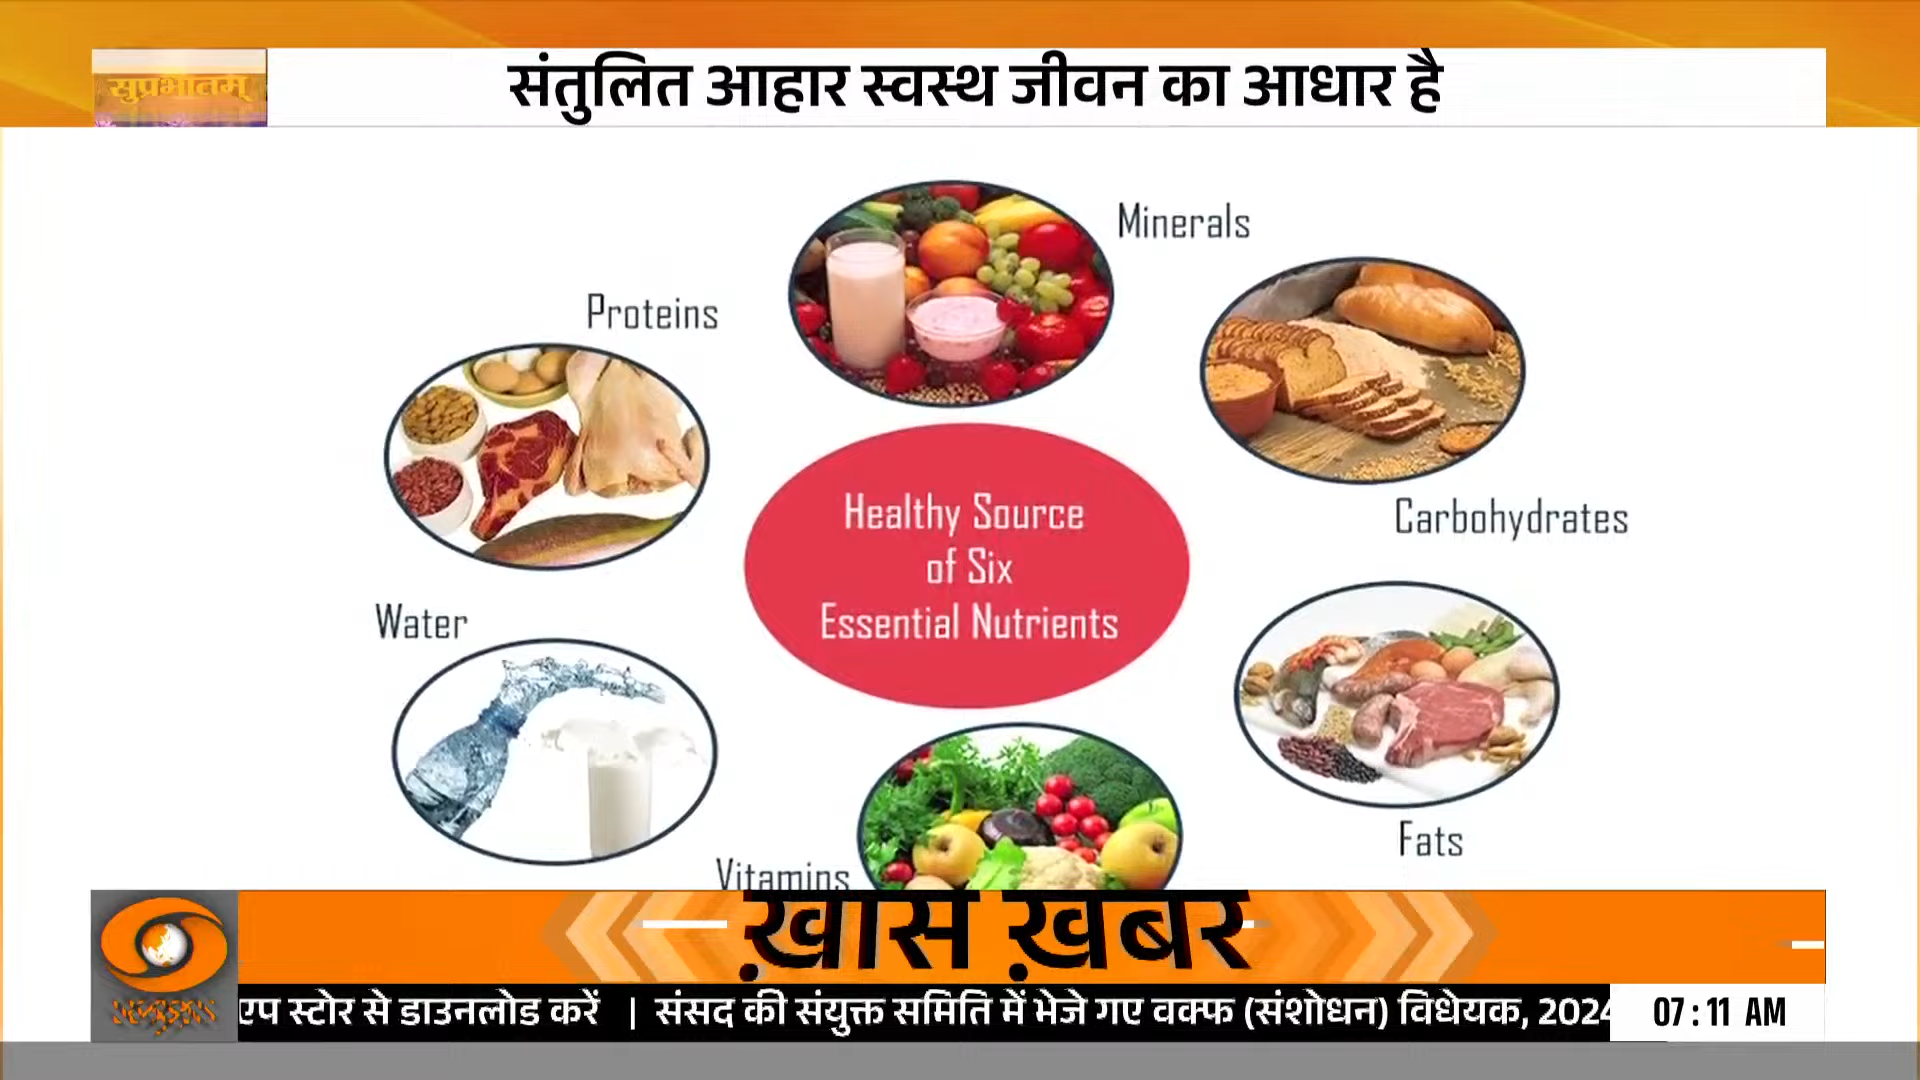 सुप्रभातम्
संतुलित आहार स्वस्थ जीवन का आधार है
Minerals
Proteins
Carbohydrates
Healthy Source
of Six
Essential Nutrients
Water
Fats
Vitamins
ख़ास ख़बर
एप स्टोर से डाउनलोड करें | संसद की संयुक्त समिति में भेजे गए वक्फ (संशोधन) विधेयक, 2024
07:11 AM